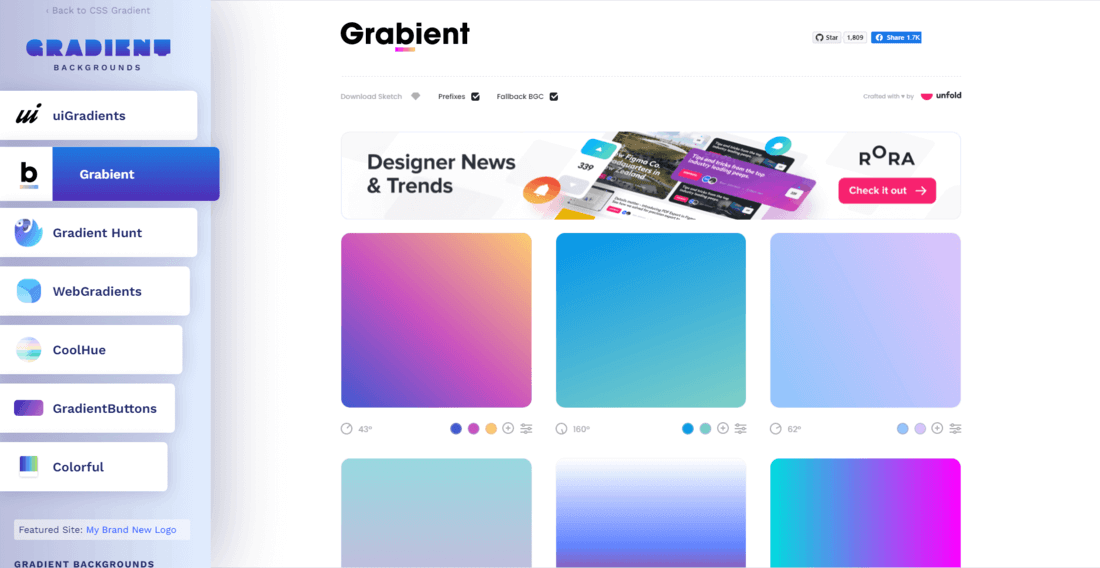 ‹ Back to CSS Gradient
GRADIENT
BACKGROUNDS
ui uiGradients
b Grabient
Gradient Hunt
WebGradients
CoolHue
GradientButtons
Colorful
Featured Site: My Brand New Logo
GRADIENT BACKGROUNDS
Grabient
Star 1,809 Share 1.7K
Download Sketch Prefixes Fallback BGC Crafted with ♥ by unfold
Designer News
& Trends
339
RORA
Check it out →
43° 160° 62°